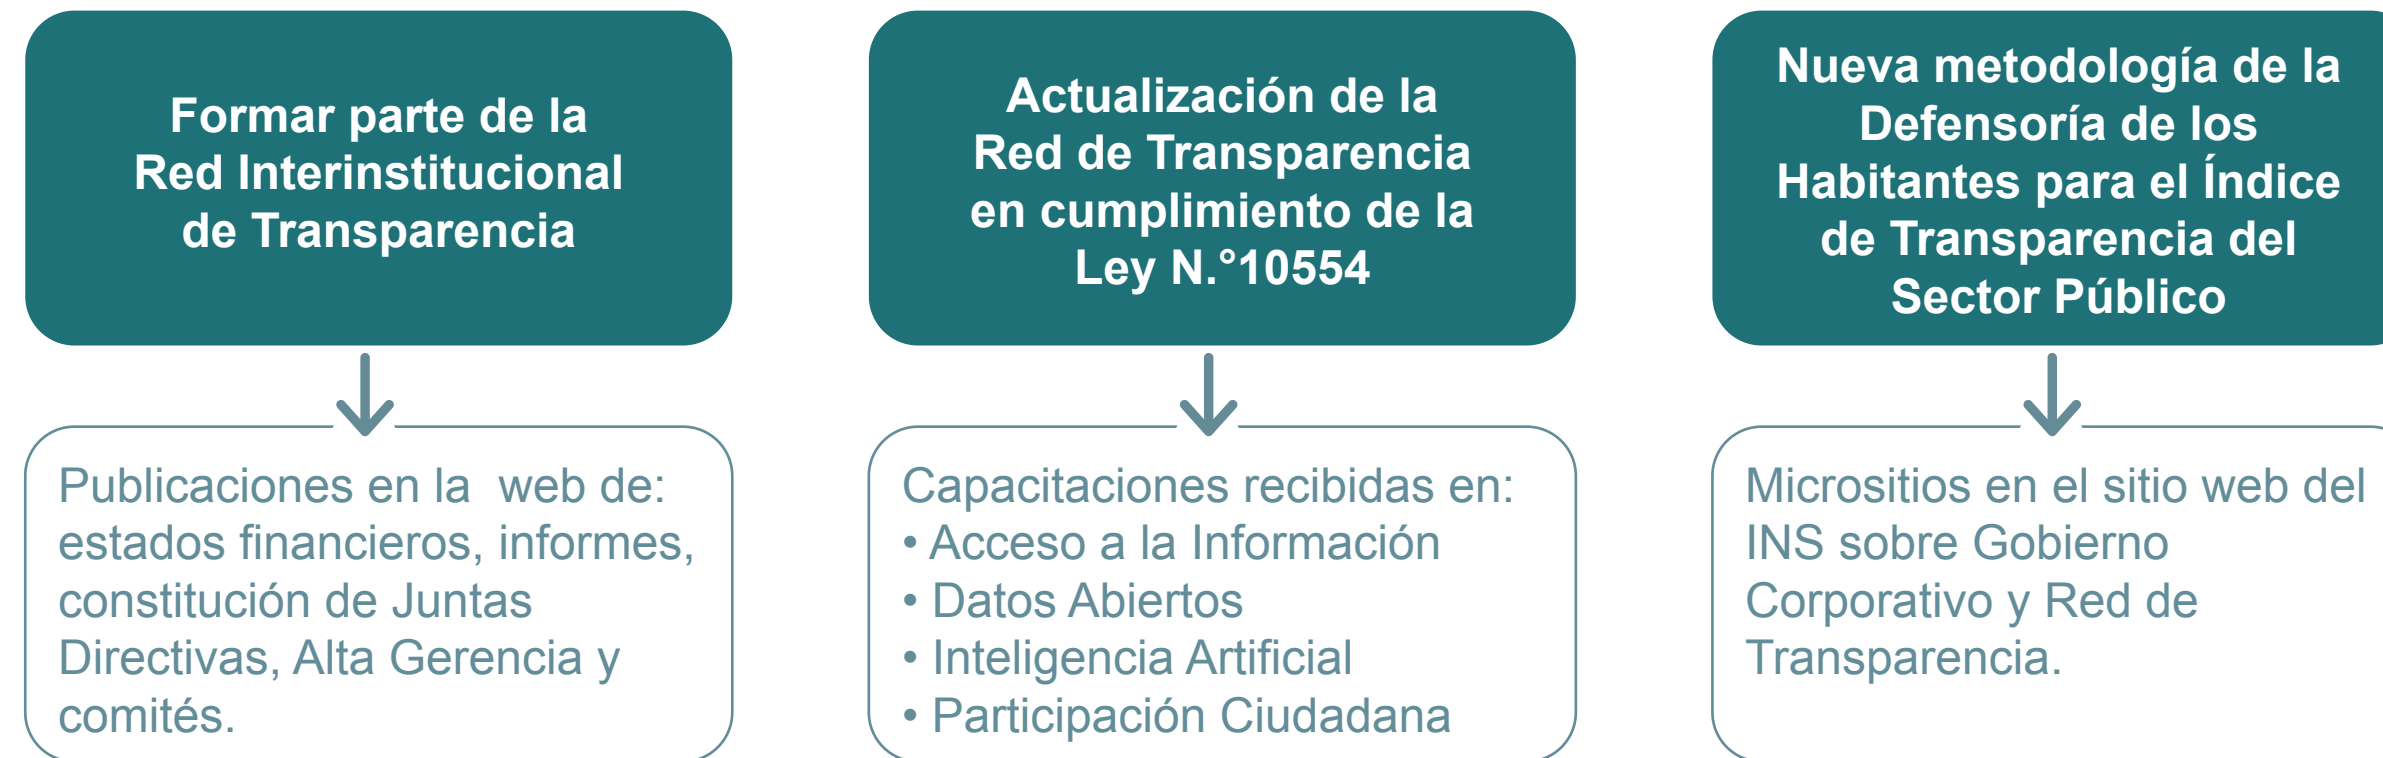 Formar parte de la
Red Interinstitucional
de Transparencia
Publicaciones en la  web de:
estados financieros, informes,
constitución de Juntas
Directivas, Alta Gerencia y
comités.
Actualización de la
Red de Transparencia
en cumplimiento de la
Ley N.°10554
Capacitaciones recibidas en:
• Acceso a la Información
• Datos Abiertos
• Inteligencia Artificial
• Participación Ciudadana
Nueva metodología de la
Defensoría de los
Habitantes para el Índice
de Transparencia del
Sector Público
Micrositios en el sitio web del
INS sobre Gobierno
Corporativo y Red de
Transparencia.